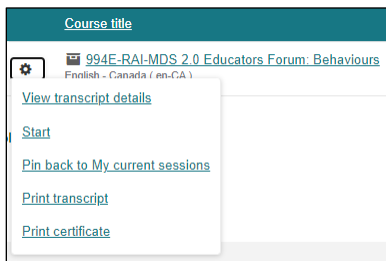 Course title
994E-RAI-MDS 2.0 Educators Forum: Behaviours
English - Canada ( en-CA )
View transcript details
Start
Pin back to My current sessions
Print transcript
Print certificate